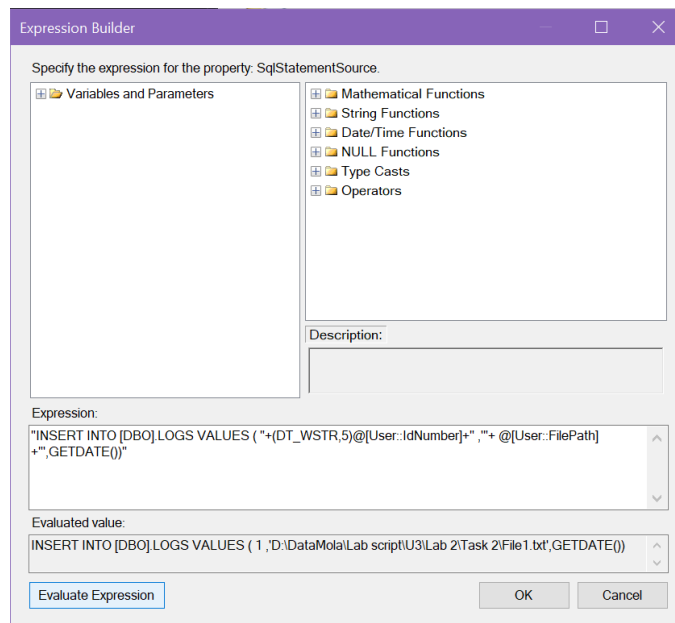 Expression Builder
Specify the expression for the property: SqlStatementSource.
Variables and Parameters
Mathematical Functions
String Functions
Date/Time Functions
NULL Functions
Type Casts
Operators
Description:
Expression:
"INSERT INTO [DBO].LOGS VALUES ( "+(DT_WSTR,5)@[User::IdNumber]+" ,'"+ @[User::FilePath]
+"',GETDATE())"
Evaluated value:
INSERT INTO [DBO].LOGS VALUES ( 1 ,'D:\DataMola\Lab script\U3\Lab 2\Task 2\File1.txt',GETDATE())
Evaluate Expression
OK
Cancel